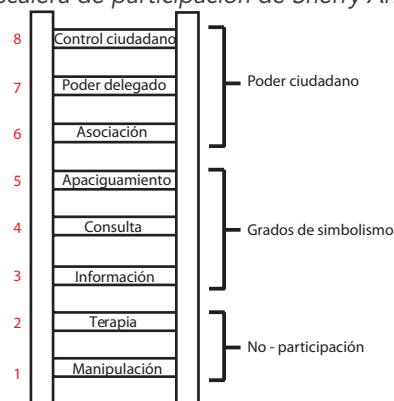 escalera de participación de Sherry
8 Control ciudadano
7 Poder delegado
Poder ciudadano
6 Asociación
5 Apaciguamiento
4 Consulta
Grados de simbolismo
3 Información
2 Terapia
No - participación
1 Manipulación